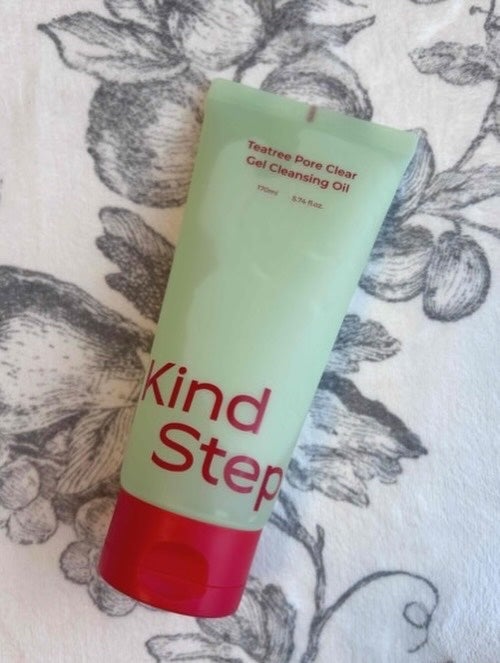 Teatree Pore Clear
Gel Cleansing Oil
170ml 5.74 fl.oz.
Kind
Step